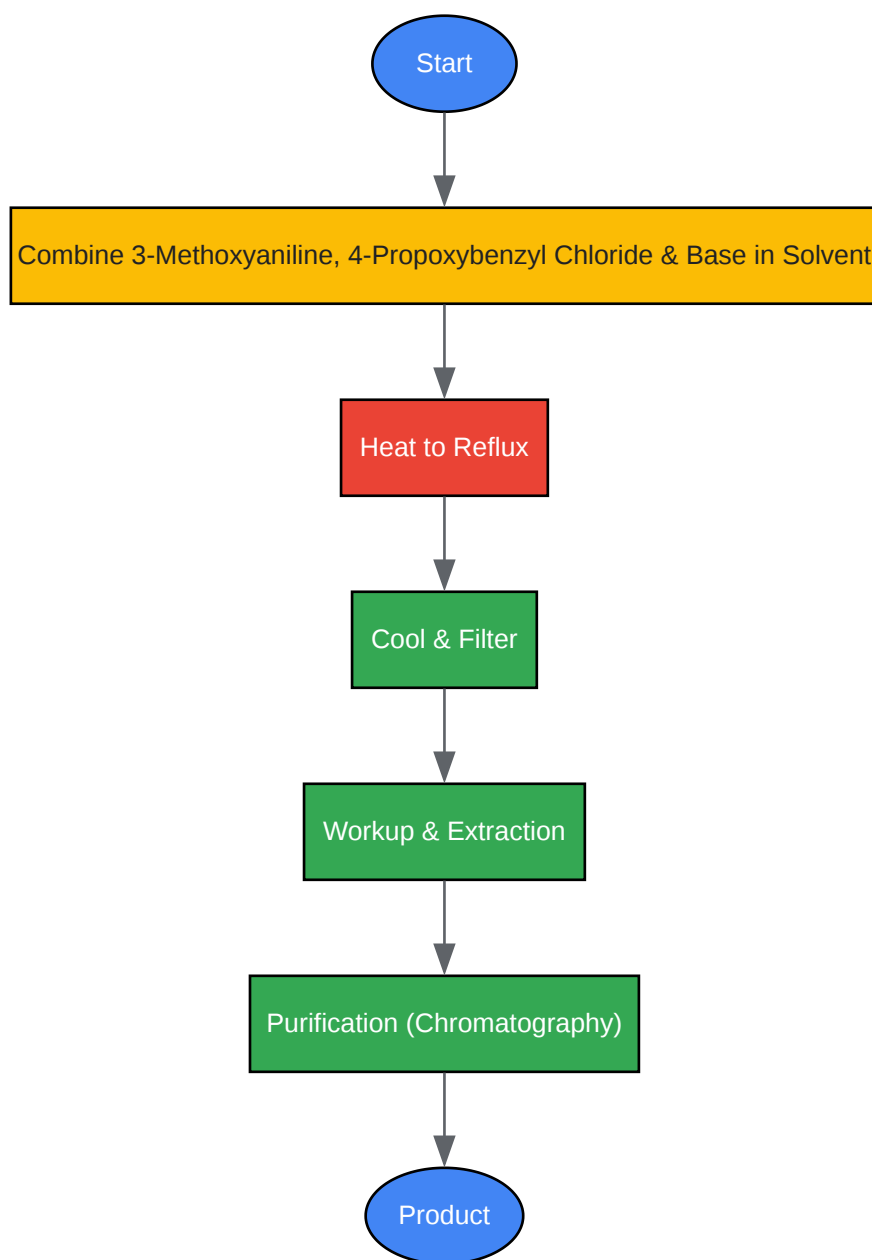 Start
Combine 3-Methoxyaniline, 4-Propoxybenzyl Chloride & Base in Solvent
Heat to Reflux
Cool & Filter
Workup & Extraction
Purification (Chromatography)
Product